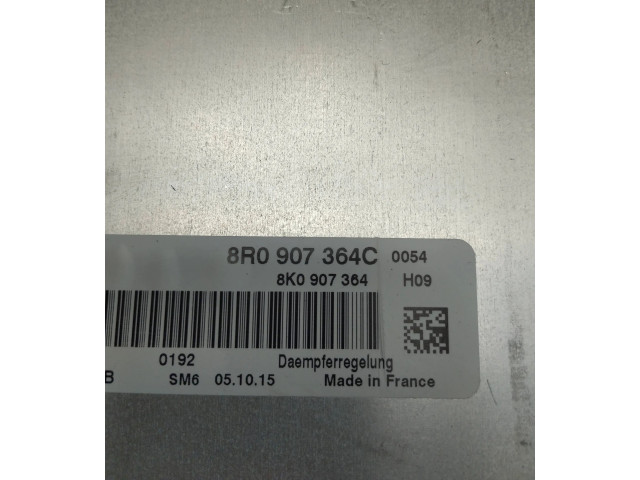 8R0 907 364C 0054
8K0 907 364 H09
0192 Daempferregelung
B SM6 05.10.15 Made in France